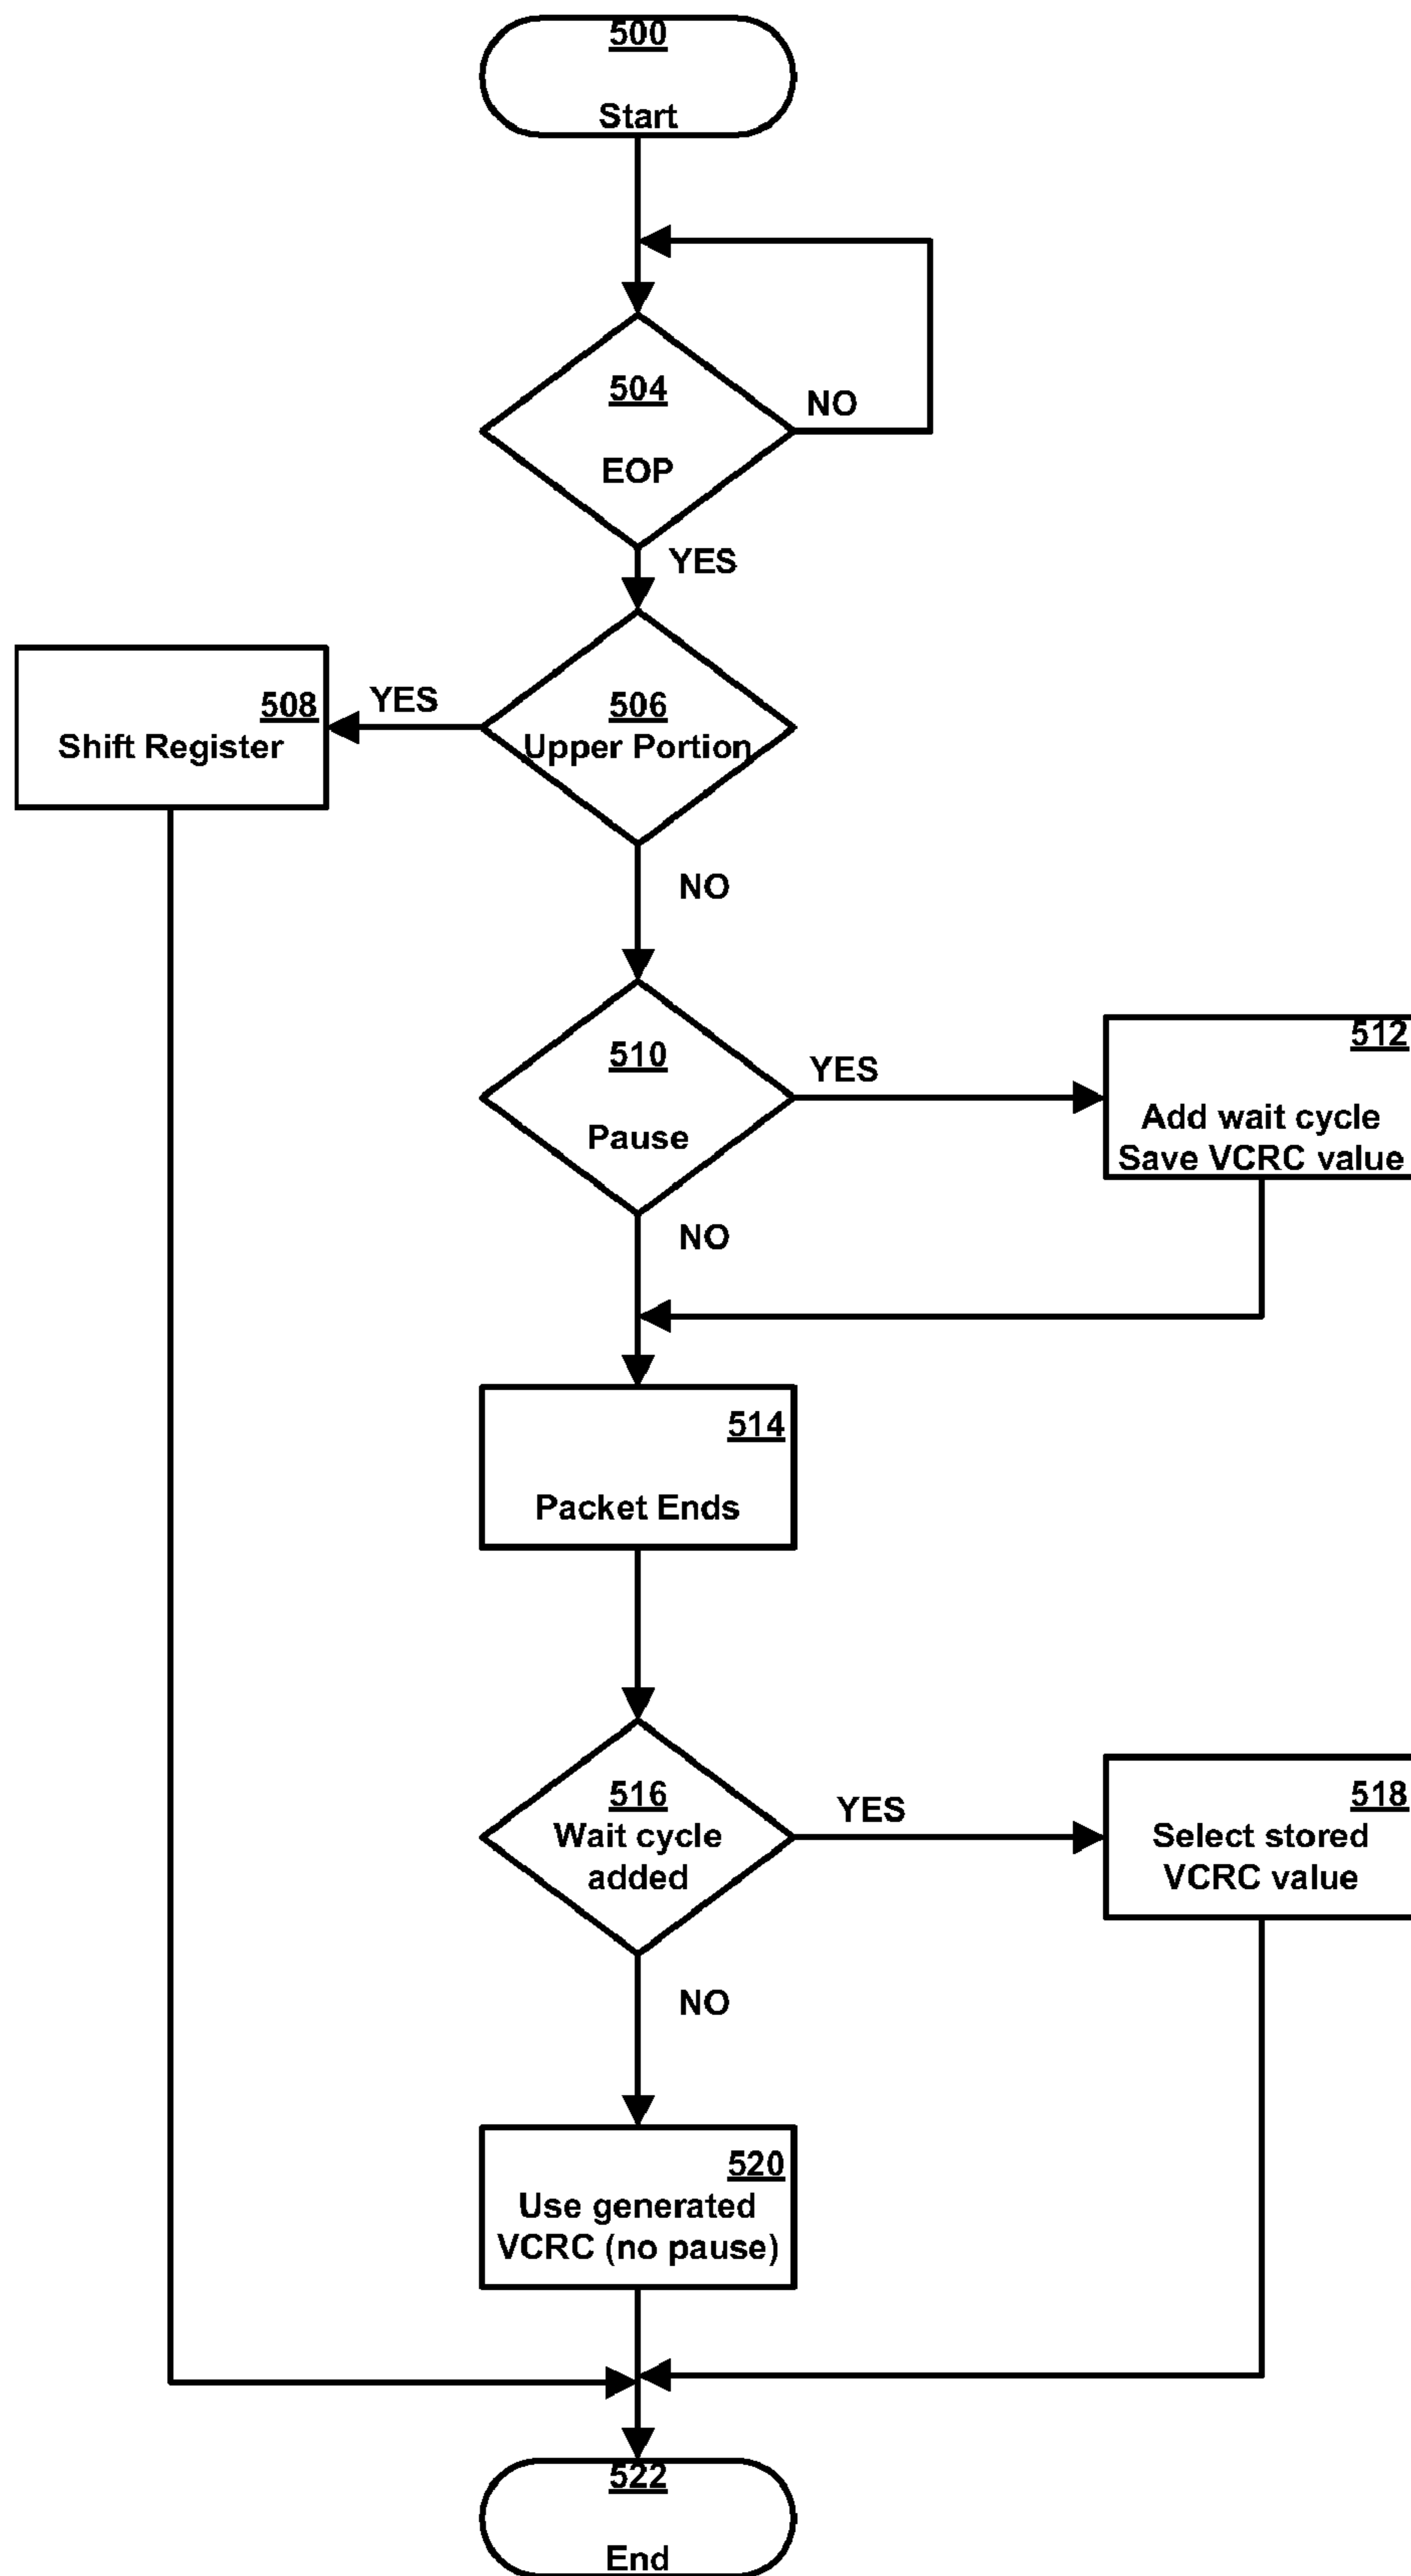 500
Start
504
EOP
NO
YES
506
Upper Portion
YES
508
Shift Register
NO
510
Pause
YES
512
Add wait cycle
Save VCRC value
NO
514
Packet Ends
516
Wait cycle
added
YES
518
Select stored
VCRC value
NO
520
Use generated
VCRC (no pause)
522
End